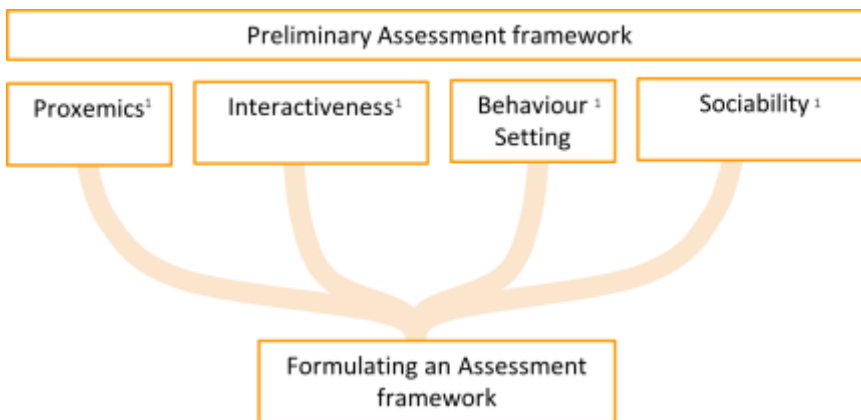 Preliminary Assessment framework
Proxemics¹
Interactiveness¹
Behaviour ¹
Setting
Sociability ¹
Formulating an Assessment
framework